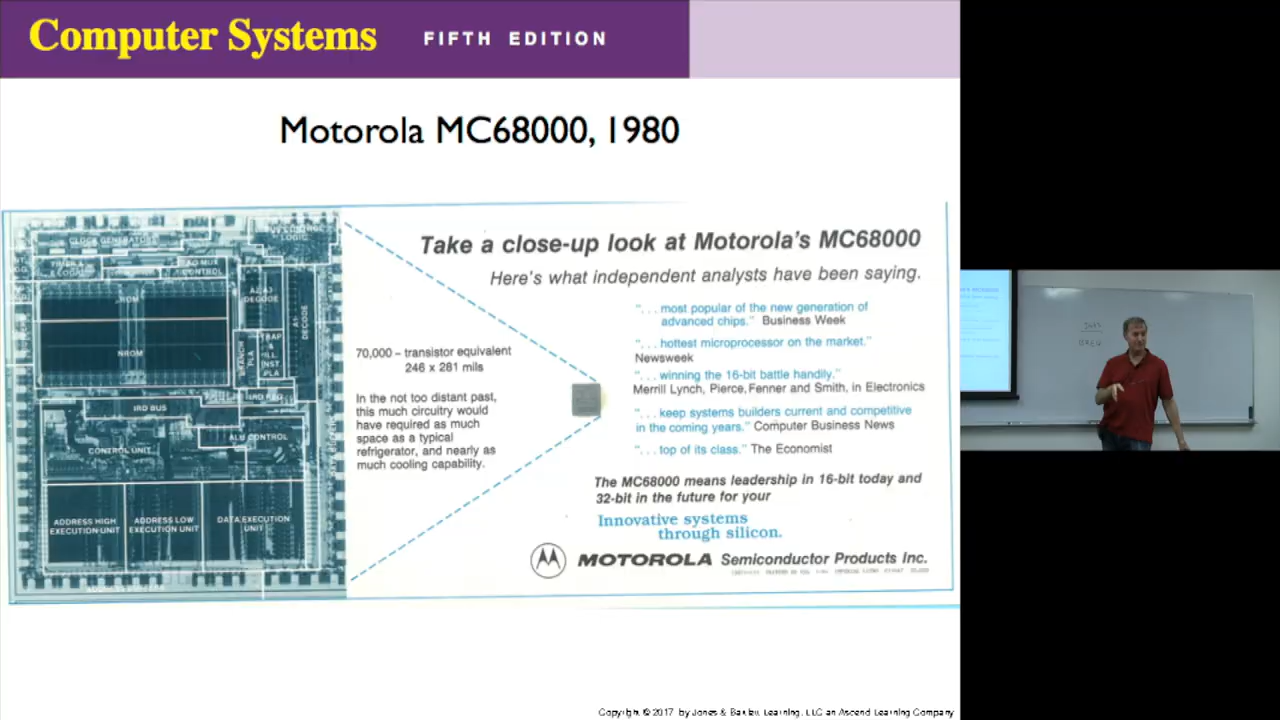 Computer Systems FIFTH EDITION
Motorola MC68000, 1980
Take a close-up look at Motorola's MC68000
Here's what independent analysts have been saying.
". . . most popular of the new generation of
advanced chips." Business Week
". . . hottest microprocessor on the market."
Newsweek
". . . winning the 16-bit battle handily."
Merrill Lynch, Pierce, Fenner and Smith, in Electronics
". . . keep systems builders current and competitive
in the coming years." Computer Business News
". . . top of its class." The Economist
The MC68000 means leadership in 16-bit today and
32-bit in the future for your
Innovative systems
through silicon.
MOTOROLA Semiconductor Products Inc.
70,000 – transistor equivalent
246 x 281 mils
In the not too distant past,
this much circuitry would
have required as much
space as a typical
refrigerator, and nearly as
much cooling capability.
CLOCK GENERATORS
LOGIC
CONTROL
ROM
NROM
DECODE
DECODE
BRANCH
PLA
TRAP
ILL
INST
PLA
IRD BUS
ALU CONTROL
CONTROL UNIT
ADDRESS HIGH
EXECUTION UNIT
ADDRESS LOW
EXECUTION UNIT
DATA EXECUTION
UNIT
Copyright © 2017 by Jones & Bartlett Learning, LLC an Ascend Learning Company